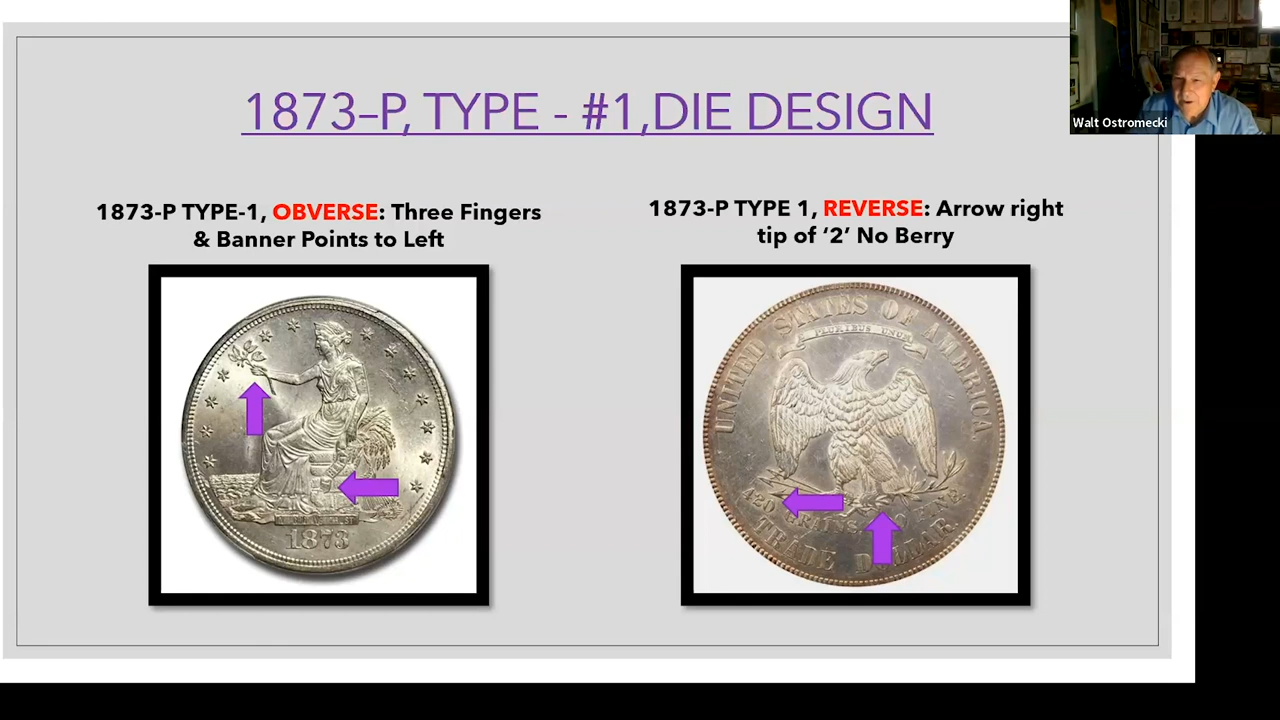 1873–P, TYPE - #1,DIE DESIGN
Walt Ostromecki
1873-P TYPE-1, OBVERSE: Three Fingers
& Banner Points to Left
1873-P TYPE 1, REVERSE: Arrow right
tip of ‘2’ No Berry
1873
UNITED STATES OF AMERICA.
E PLURIBUS UNUM
420 GRAINS,
TRADE DOLLAR.